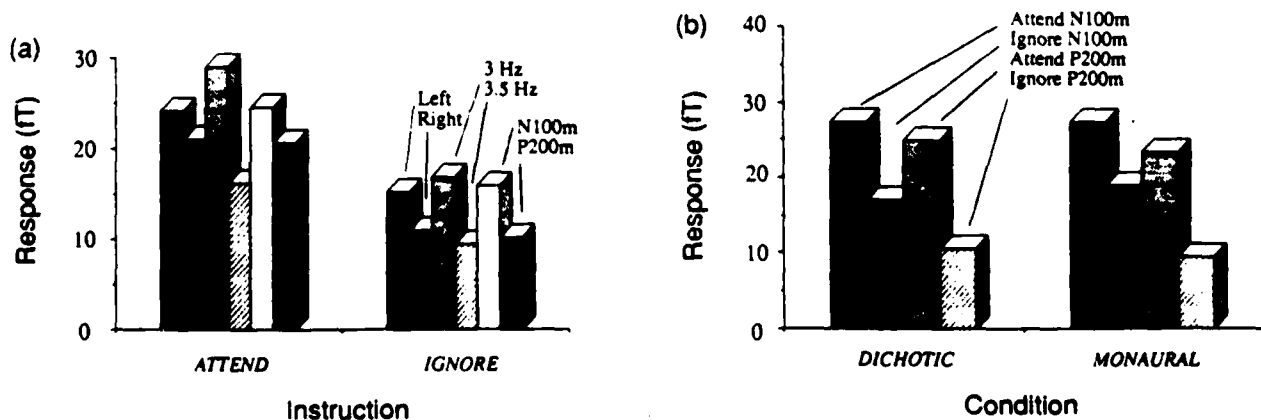 (a)
Response (fT)
30
20
10
0
Left
Right
3 Hz
3.5 Hz
N100m
P200m
ATTEND
IGNORE
Instruction
(b)
Response (fT)
40
30
20
10
0
Attend N100m
Ignore N100m
Attend P200m
Ignore P200m
DICHOTIC
MONAURAL
Condition